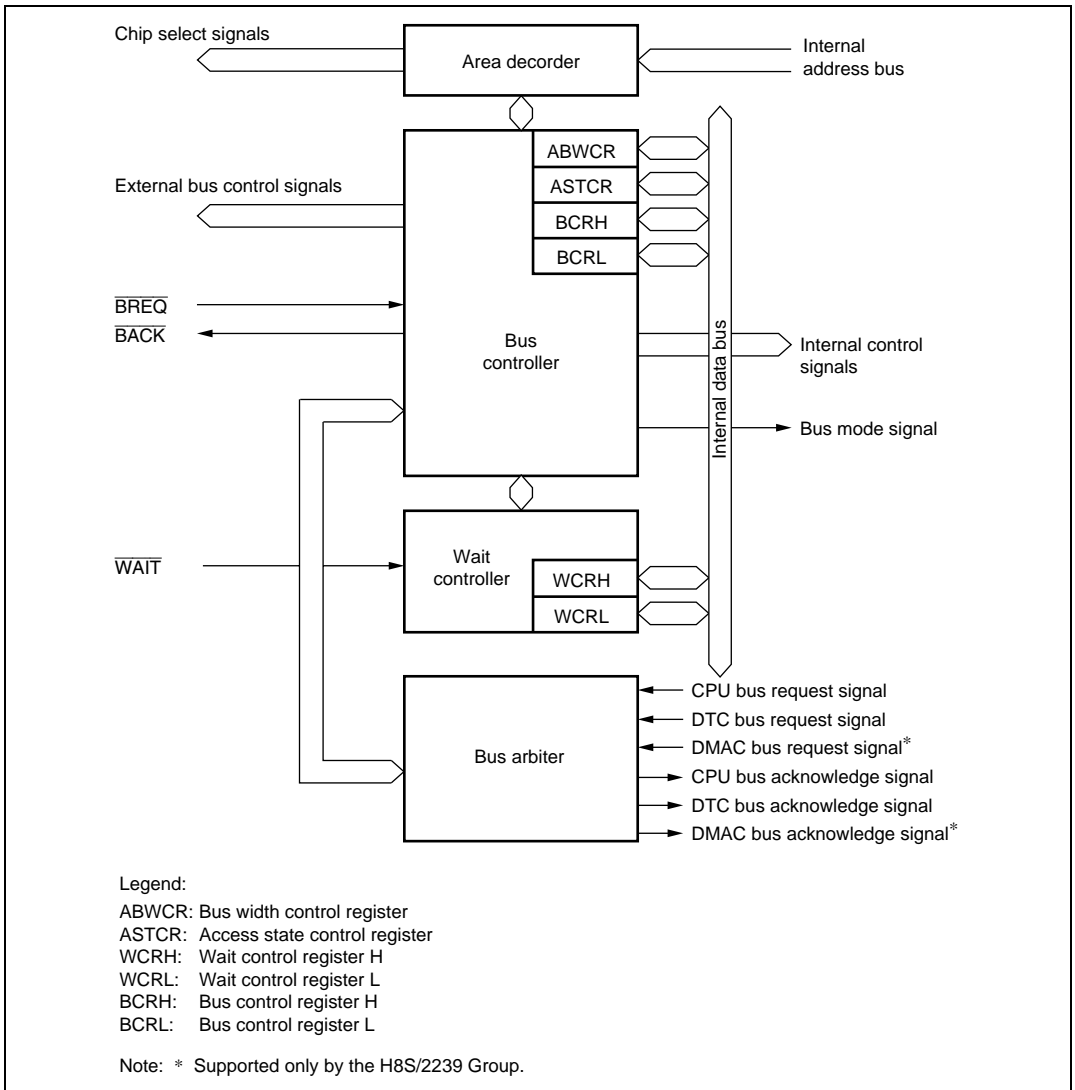 Chip select signals
Area decorder
Internal
address bus
ABWCR
ASTCR
External bus control signals
BCRH
BCRL
BREQ
BACK
Bus
controller
Internal data bus
Internal control
signals
Bus mode signal
WAIT
Wait
controller
WCRH
WCRL
Bus arbiter
CPU bus request signal
DTC bus request signal
DMAC bus request signal*
CPU bus acknowledge signal
DTC bus acknowledge signal
DMAC bus acknowledge signal*
Legend:
ABWCR: Bus width control register
ASTCR: Access state control register
WCRH: Wait control register H
WCRL: Wait control register L
BCRH: Bus control register H
BCRL: Bus control register L
Note: * Supported only by the H8S/2239 Group.